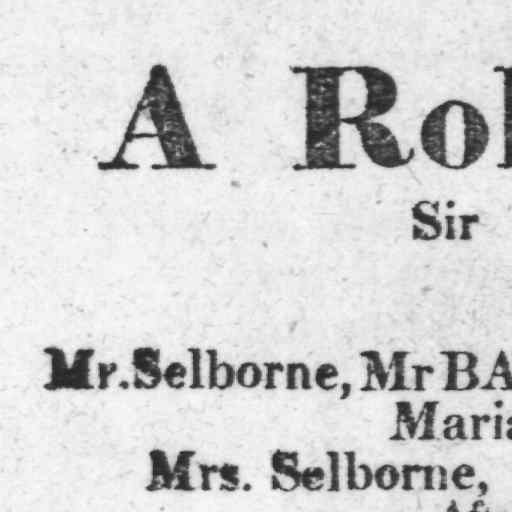 A Rol
Sir
Mr. Selborne, Mr BA
Maria
Mrs. Selborne,